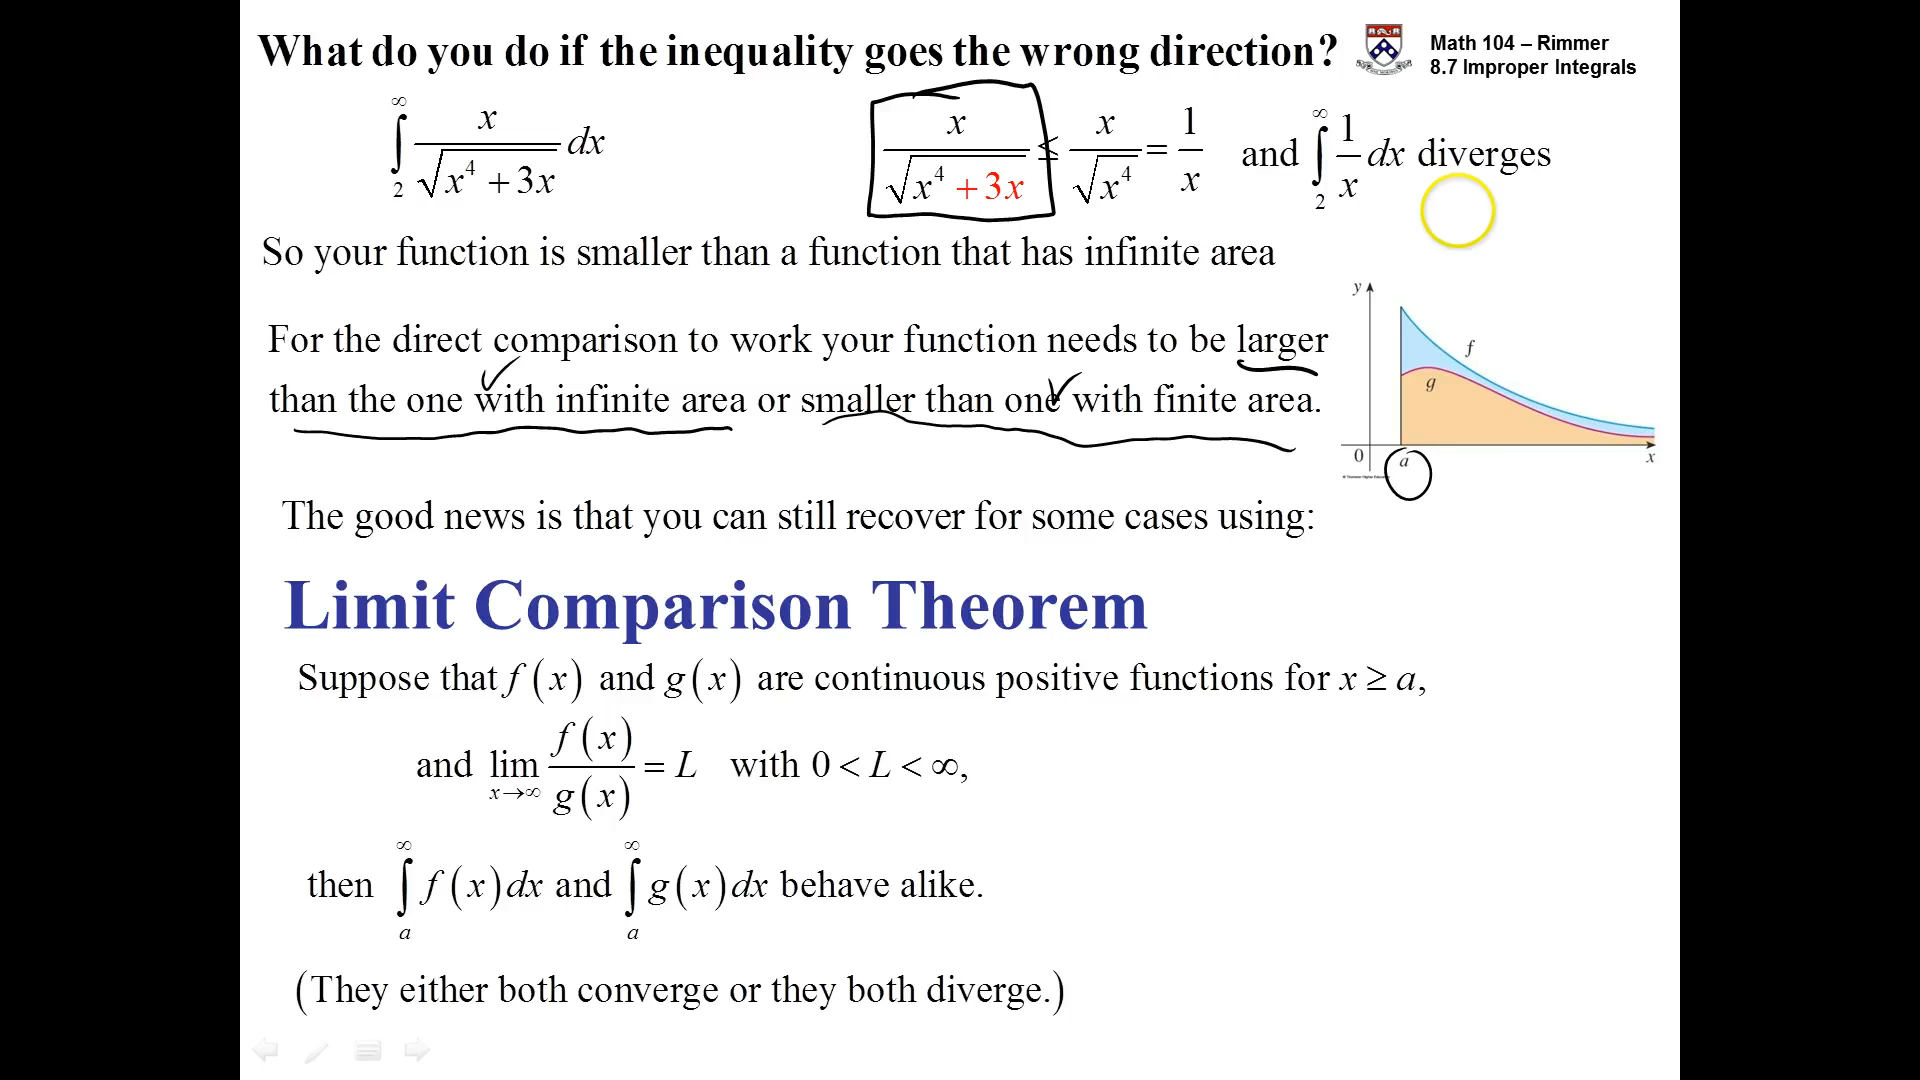 What do you do if the inequality goes the wrong direction?
Math 104 – Rimmer
8.7 Improper Integrals
∫₂^∞ x/√(x⁴ + 3x) dx
x/√(x⁴ + 3x) ≤ x/√(x⁴) = 1/x and ∫₂^∞ 1/x dx diverges
So your function is smaller than a function that has infinite area
For the direct comparison to work your function needs to be larger
than the one with infinite area or smaller than one with finite area.
y
f
g
0 a x
The good news is that you can still recover for some cases using:
Limit Comparison Theorem
Suppose that f(x) and g(x) are continuous positive functions for x ≥ a,
and lim x→∞ f(x)/g(x) = L with 0 < L < ∞,
then ∫ₐ^∞ f(x)dx and ∫ₐ^∞ g(x)dx behave alike.
(They either both converge or they both diverge.)